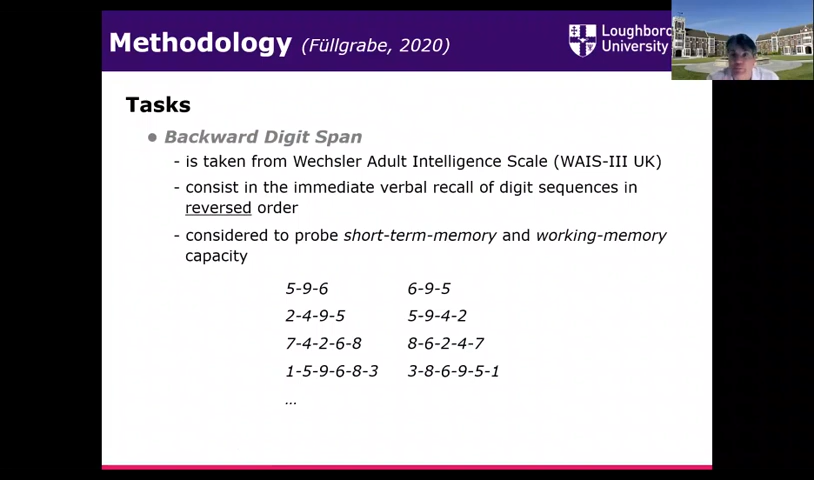 Methodology (Füllgrabe, 2020)
Loughboro
University
Tasks
• Backward Digit Span
- is taken from Wechsler Adult Intelligence Scale (WAIS-III UK)
- consist in the immediate verbal recall of digit sequences in
reversed order
- considered to probe short-term-memory and working-memory
capacity
5-9-6 6-9-5
2-4-9-5 5-9-4-2
7-4-2-6-8 8-6-2-4-7
1-5-9-6-8-3 3-8-6-9-5-1
...